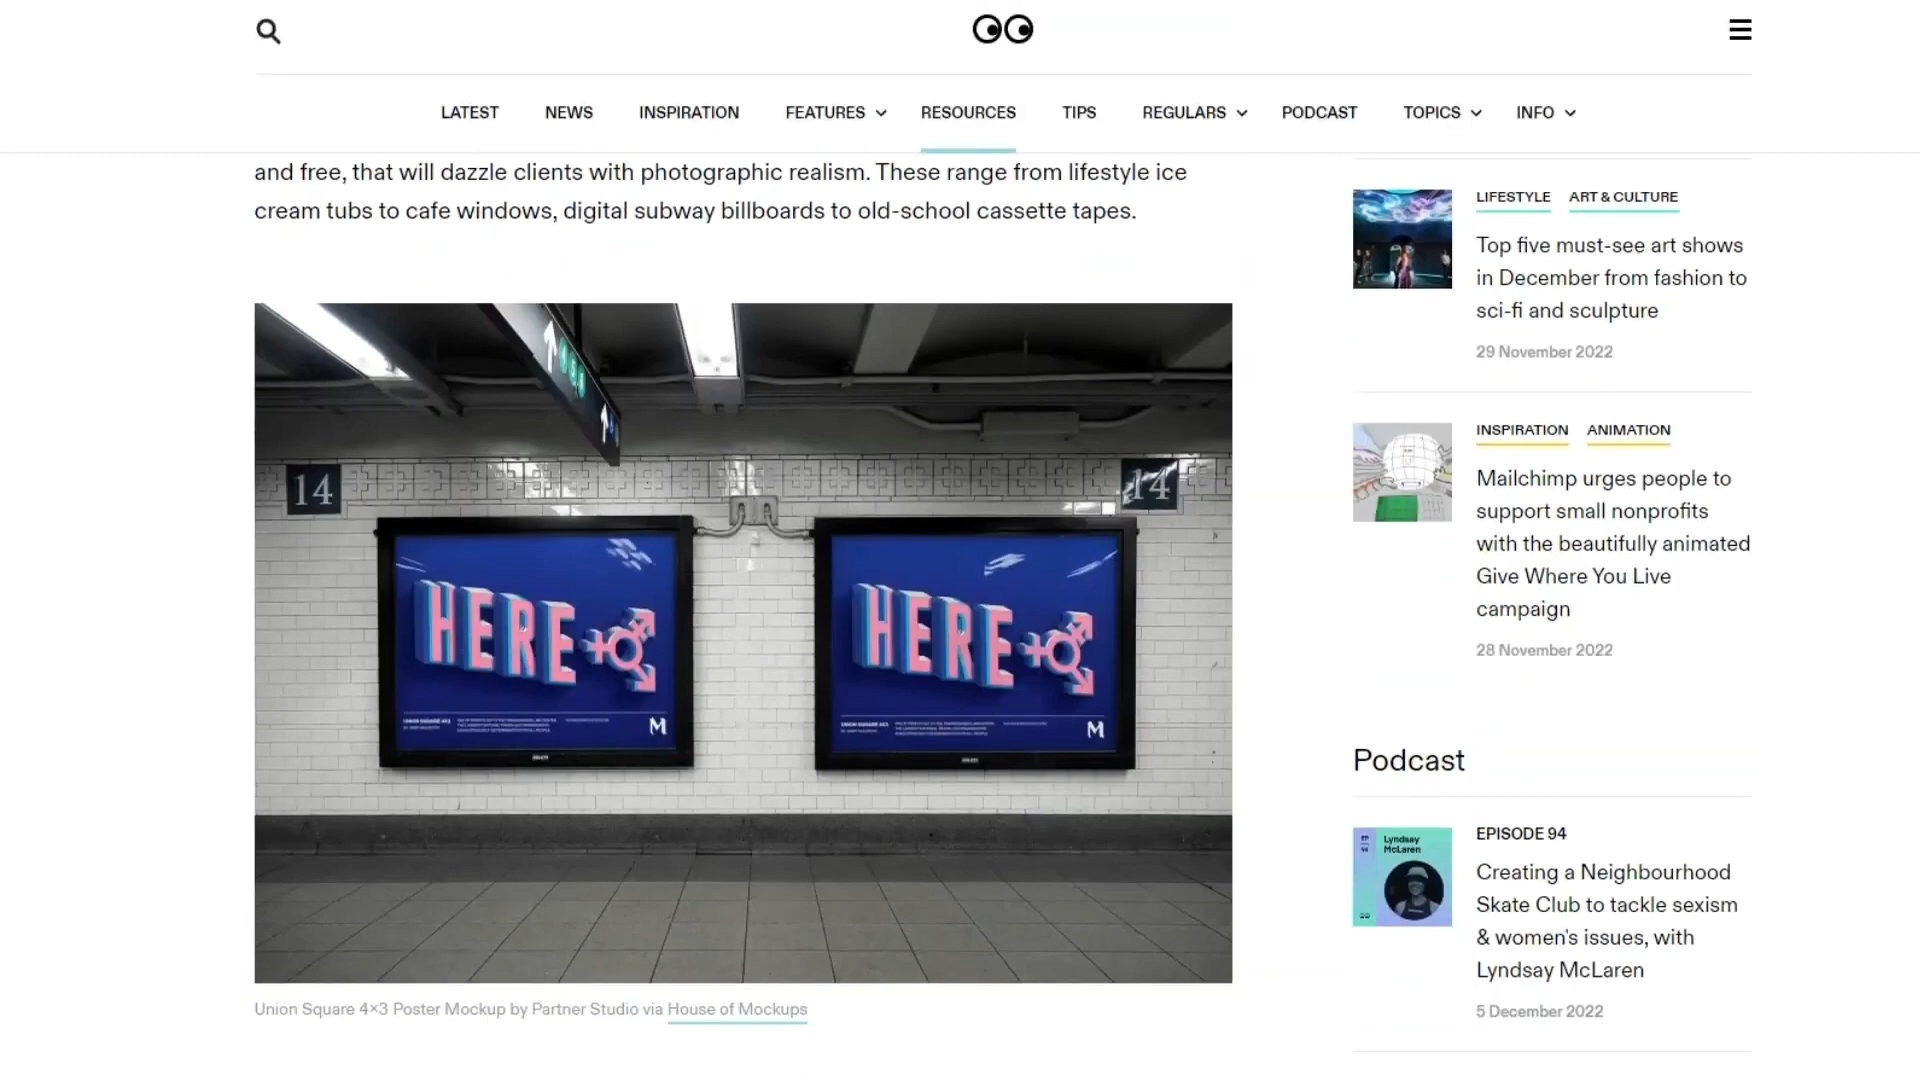 LATEST
NEWS
INSPIRATION
FEATURES
RESOURCES
TIPS
REGULARS
PODCAST
TOPICS
INFO
and free, that will dazzle clients with photographic realism. These range from lifestyle ice
cream tubs to cafe windows, digital subway billboards to old-school cassette tapes.
14
14
HERE
HERE
M
M
Union Square 4×3 Poster Mockup by Partner Studio via House of Mockups
LIFESTYLE ART & CULTURE
Top five must-see art shows
in December from fashion to
sci-fi and sculpture
29 November 2022
INSPIRATION ANIMATION
Mailchimp urges people to
support small nonprofits
with the beautifully animated
Give Where You Live
campaign
28 November 2022
Podcast
Lyndsay
McLaren
EPISODE 94
Creating a Neighbourhood
Skate Club to tackle sexism
& women's issues, with
Lyndsay McLaren
5 December 2022